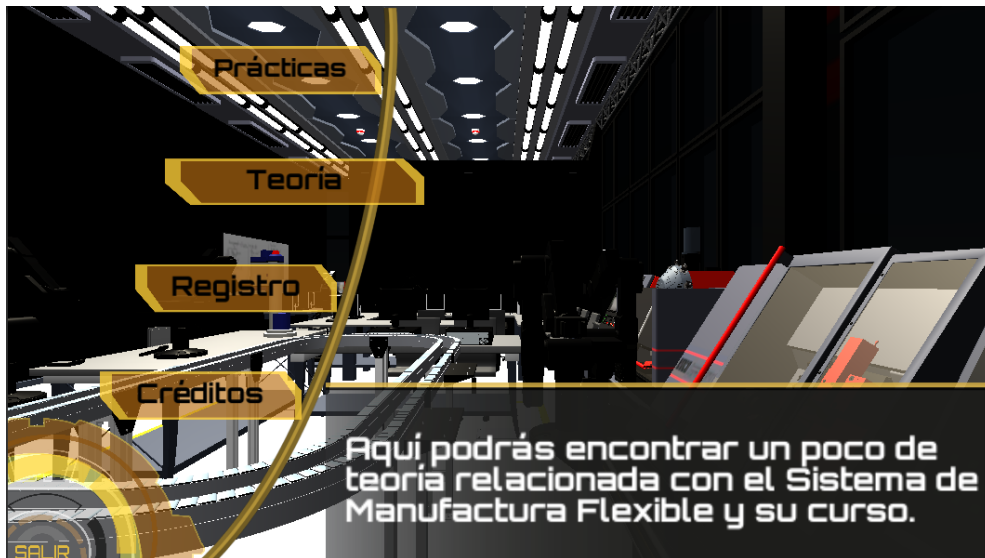 Prácticas
Teoría
Registro
Créditos
SALIR
Aquí podrás encontrar un poco de
teoría relacionada con el Sistema de
Manufactura Flexible y su curso.